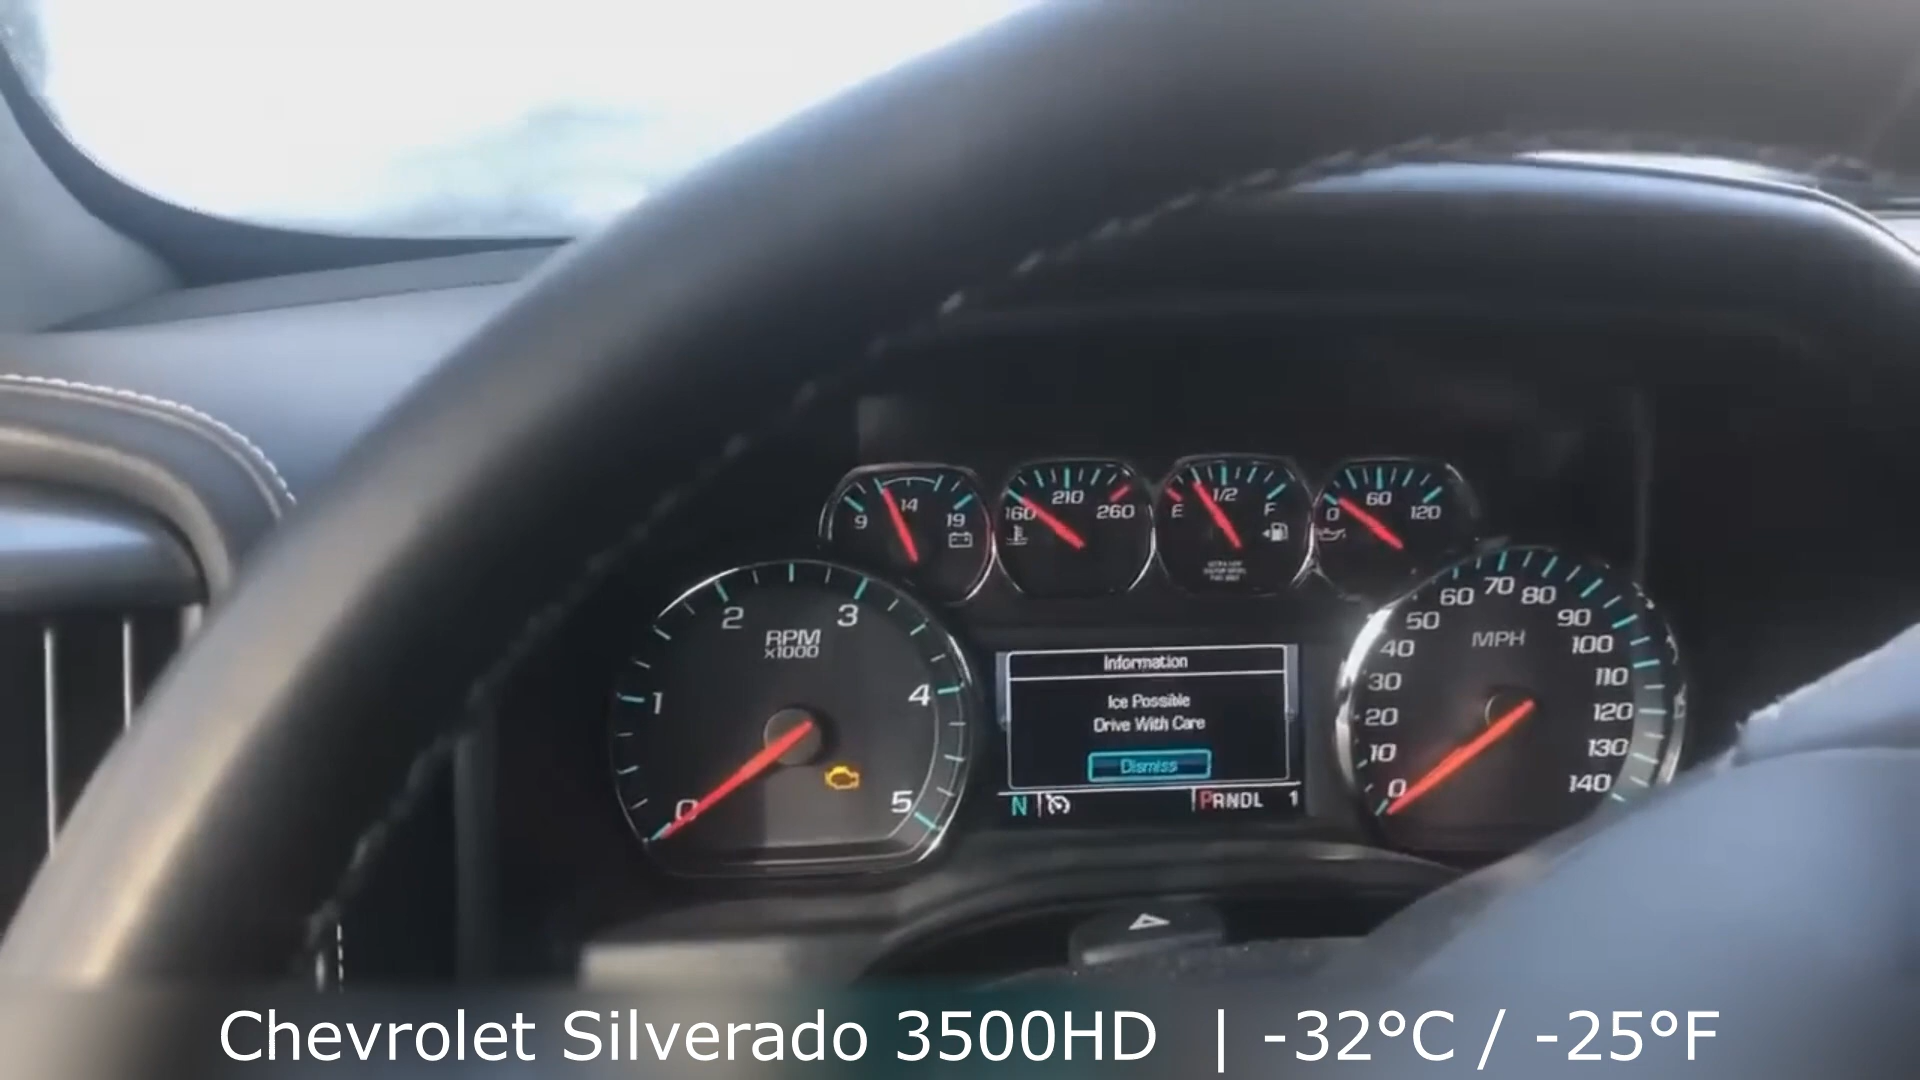 9 14 19
160 210 260
E 1/2 F
0 60 120
0 1 2 3 4 5
RPM
x1000
Information
Ice Possible
Drive With Care
Dismiss
N PRNDL 1
0 10 20 30 40 50 60 70 80 90 100 110 120 130 140
MPH
Chevrolet Silverado 3500HD | -32°C / -25°F